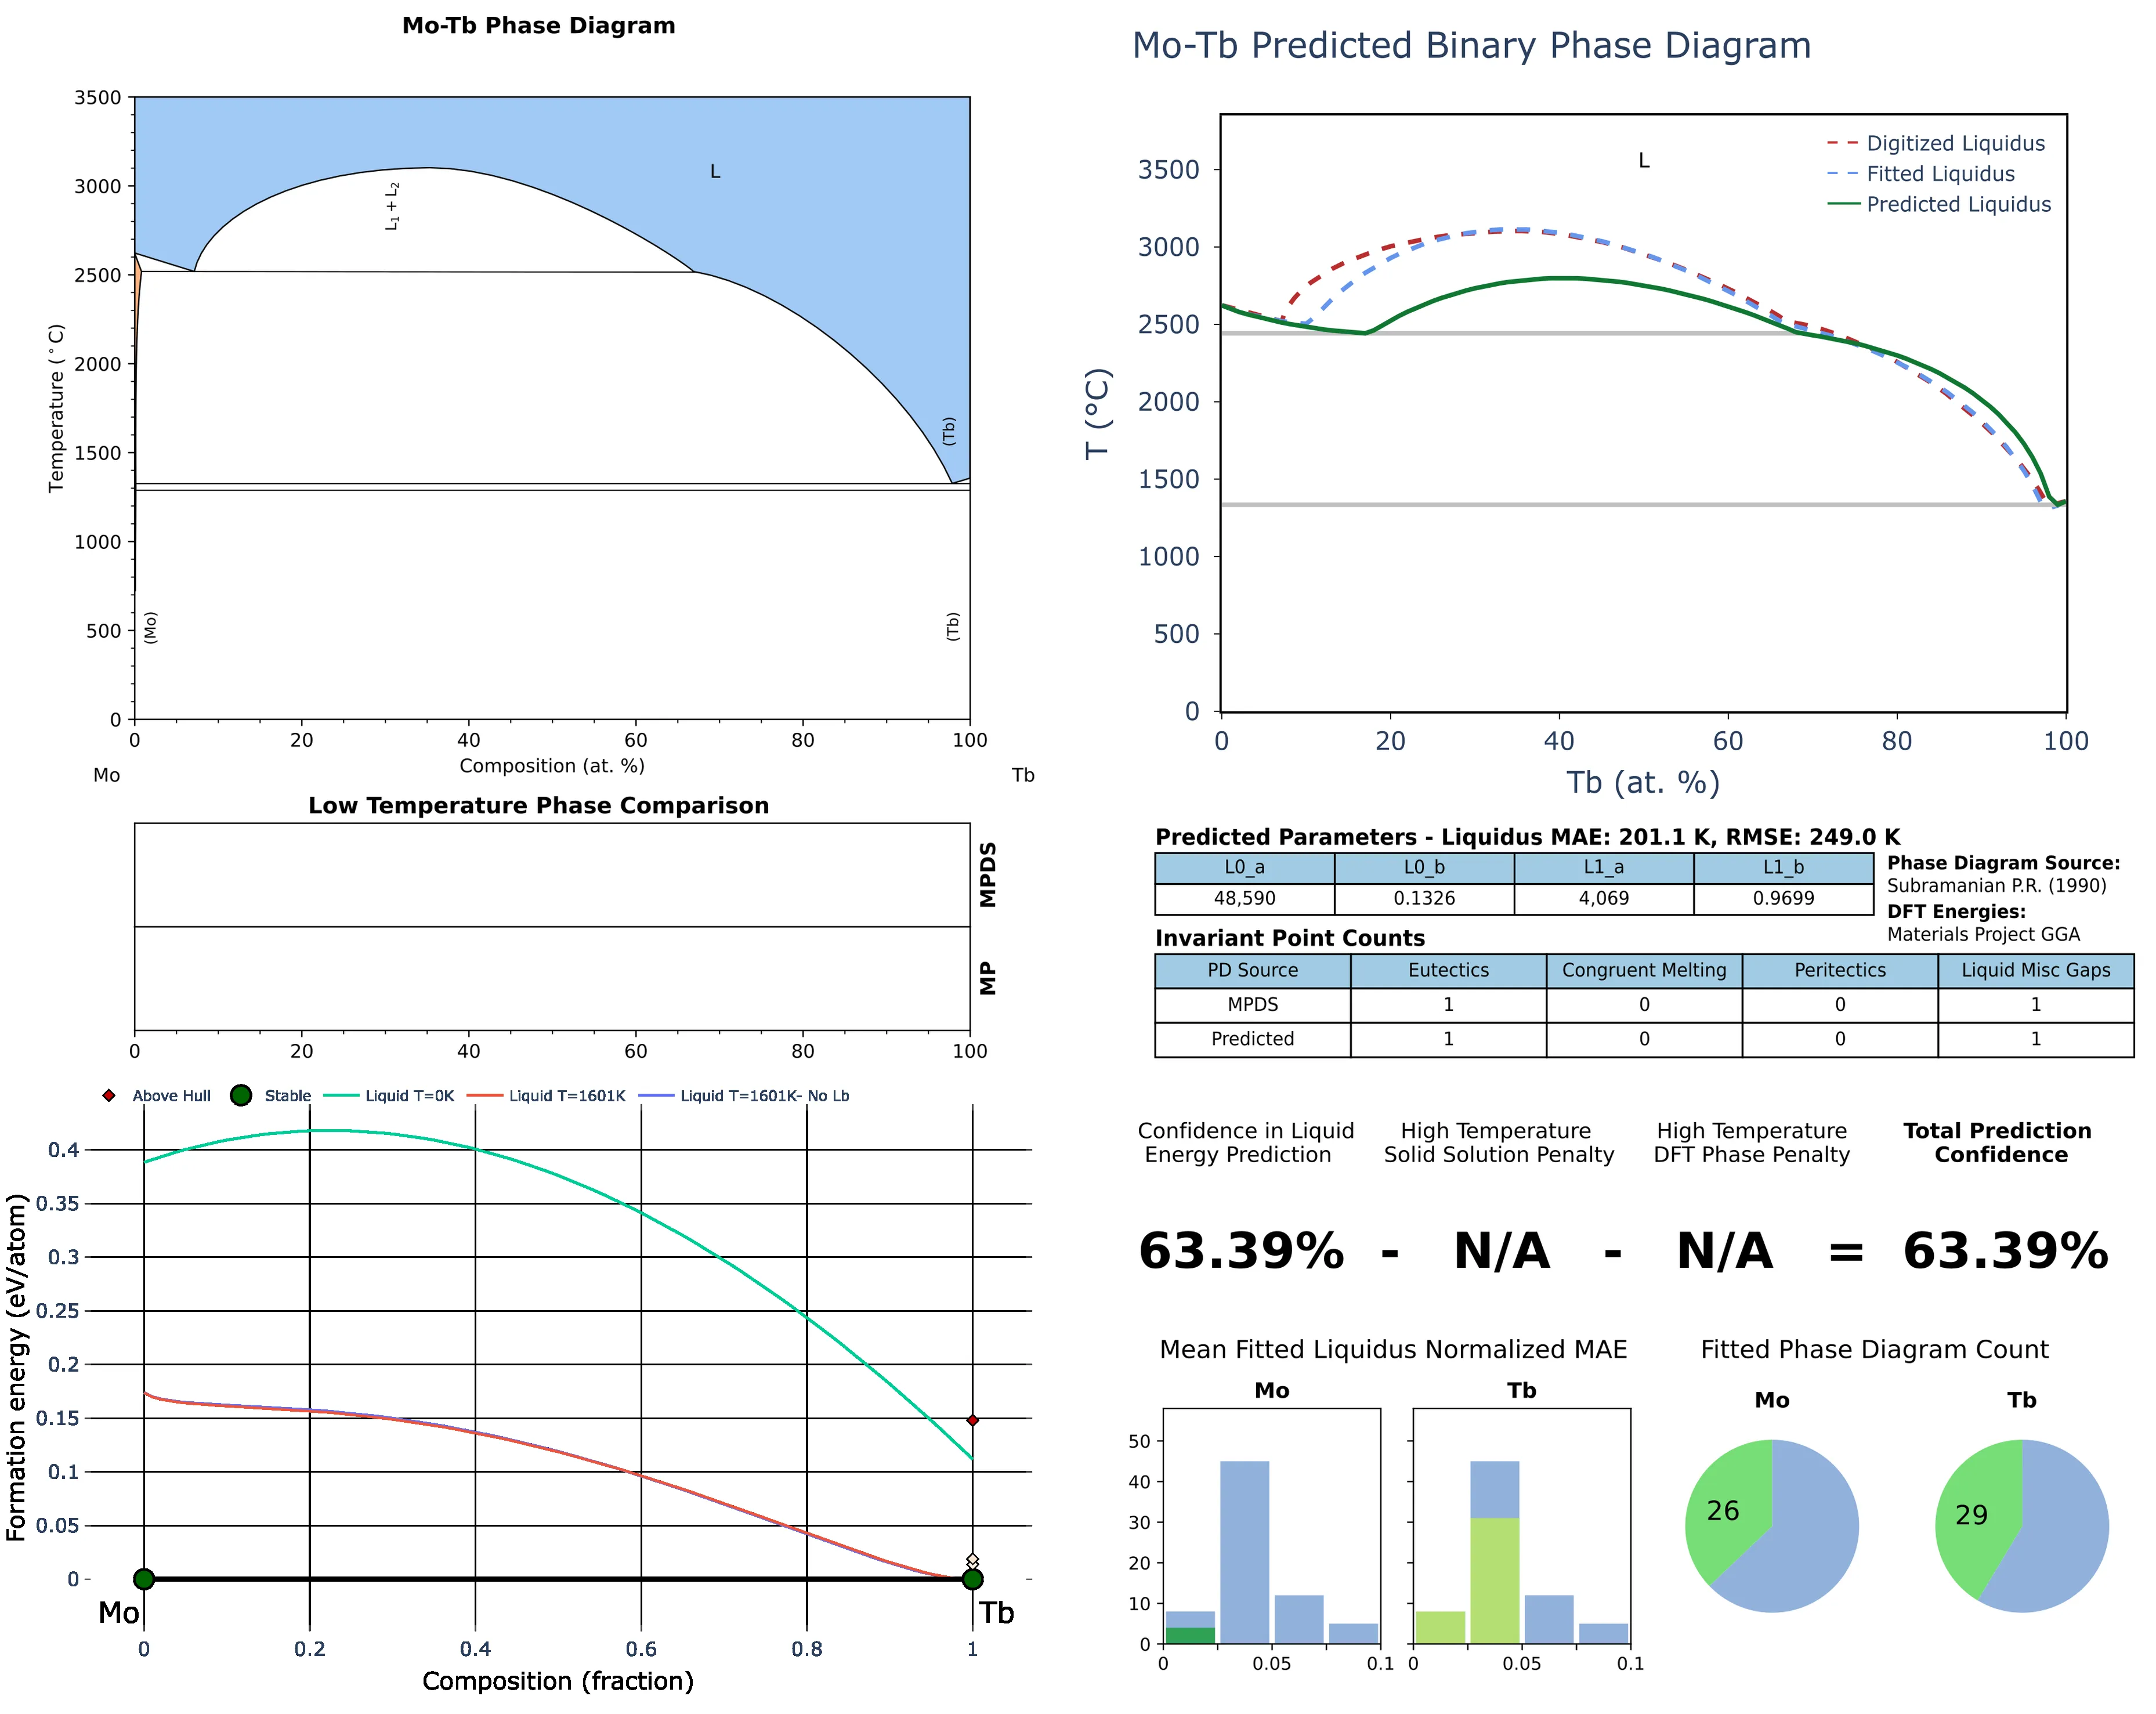 Mo-Tb Phase Diagram
3500
3000
2500
2000
1500
1000
500
0
Temperature (°C)
L
L1 + L2
(Tb)
(Mo)
(Tb)
0 20 40 60 80 100
Composition (at. %)
Mo Tb
Mo-Tb Predicted Binary Phase Diagram
L
Digitized Liquidus
Fitted Liquidus
Predicted Liquidus
3500
3000
2500
2000
1500
1000
500
0
T (°C)
0 20 40 60 80 100
Tb (at. %)
Low Temperature Phase Comparison
MPDS
MP
0 20 40 60 80 100
Predicted Parameters - Liquidus MAE: 201.1 K, RMSE: 249.0 K
L0_a L0_b L1_a L1_b
48,590 0.1326 4,069 0.9699
Phase Diagram Source:
Subramanian P.R. (1990)
DFT Energies:
Materials Project GGA
Invariant Point Counts
PD Source Eutectics Congruent Melting Peritectics Liquid Misc Gaps
MPDS 1 0 0 1
Predicted 1 0 0 1
Above Hull Stable Liquid T=0K Liquid T=1601K Liquid T=1601K- No Lb
0.4
0.35
0.3
0.25
0.2
0.15
0.1
0.05
0
Formation energy (eV/atom)
Mo Tb
0 0.2 0.4 0.6 0.8 1
Composition (fraction)
Confidence in Liquid
Energy Prediction
High Temperature
Solid Solution Penalty
High Temperature
DFT Phase Penalty
Total Prediction
Confidence
63.39% - N/A - N/A = 63.39%
Mean Fitted Liquidus Normalized MAE
Mo Tb
50
40
30
20
10
0
0 0.05 0.1 0 0.05 0.1
Fitted Phase Diagram Count
Mo Tb
26 29